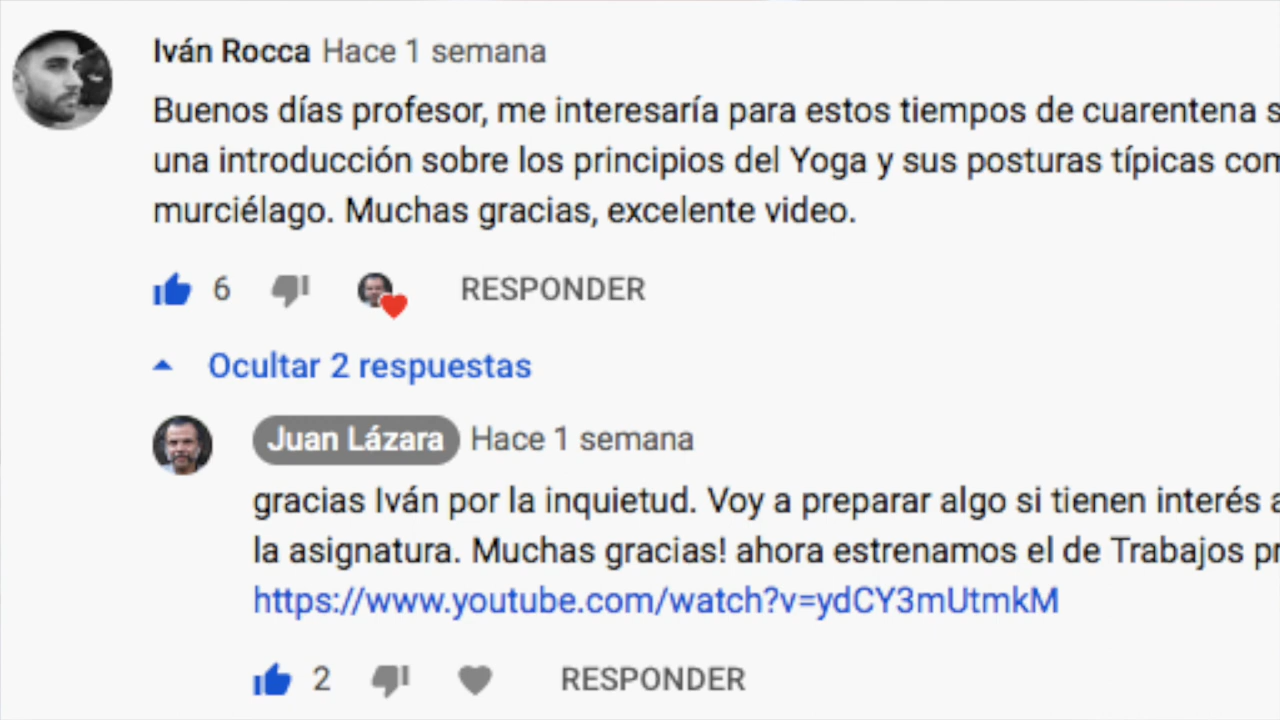 Iván Rocca Hace 1 semana
Buenos días profesor, me interesaría para estos tiempos de cuarentena
una introducción sobre los principios del Yoga y sus posturas típicas
murciélago. Muchas gracias, excelente video.
6 RESPONDER
Ocultar 2 respuestas
Juan Lázara Hace 1 semana
gracias Iván por la inquietud. Voy a preparar algo si tienen interés
la asignatura. Muchas gracias! ahora estrenamos el de Trabajos
https://www.youtube.com/watch?v=ydCY3mUtmkM
2 RESPONDER